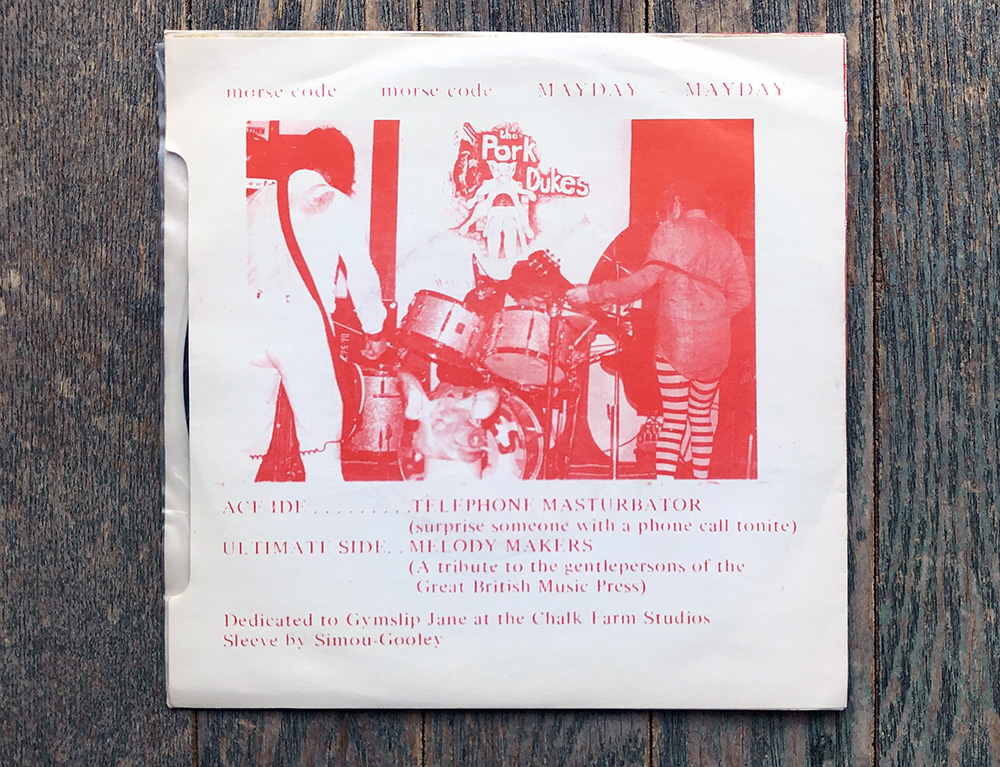 morse code morse code MAYDAY – MAYDAY
the
Pork
Dukes
ACE SIDE . . . . . . . . . TELEPHONE MASTURBATOR
(surprise someone with a phone call tonite)
ULTIMATE SIDE. . MELODY MAKERS
(A tribute to the gentlepersons of the
Great British Music Press)
Dedicated to Gymslip Jane at the Chalk Farm Studios
Sleeve by Simou-Gooley